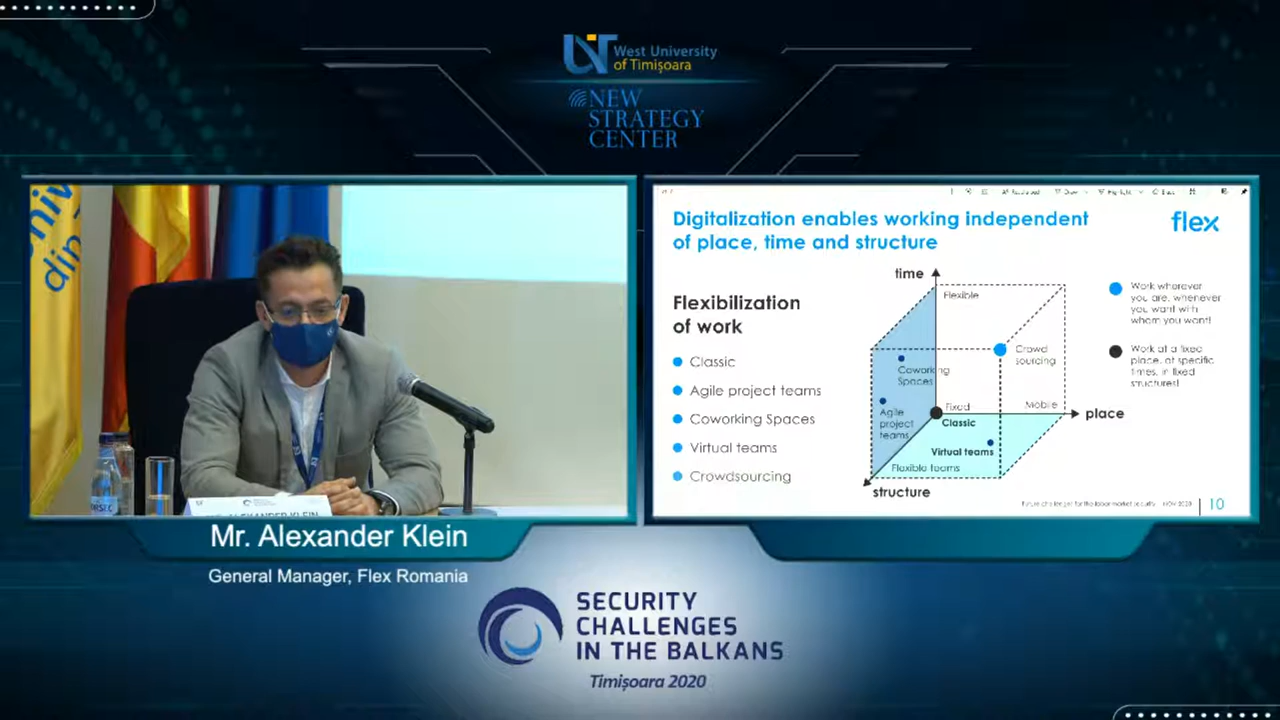 West University
of Timișoara
NEW
STRATEGY
CENTER
Digitalization enables working independent
of place, time and structure
flex
Flexibilization
of work
Classic
Agile project teams
Coworking Spaces
Virtual teams
Crowdsourcing
time
Flexible
Crowd
sourcing
Coworking
Spaces
Agile
project
teams
Fixed
Classic
Mobile
place
Virtual teams
Flexible teams
structure
Work wherever
you are, whenever
you want with
whom you want!
Work at a fixed
place, at specific
times, in fixed
structures!
NOV 2020
10
Mr. Alexander Klein
General Manager, Flex Romania
SECURITY
CHALLENGES
IN THE BALKANS
Timișoara 2020